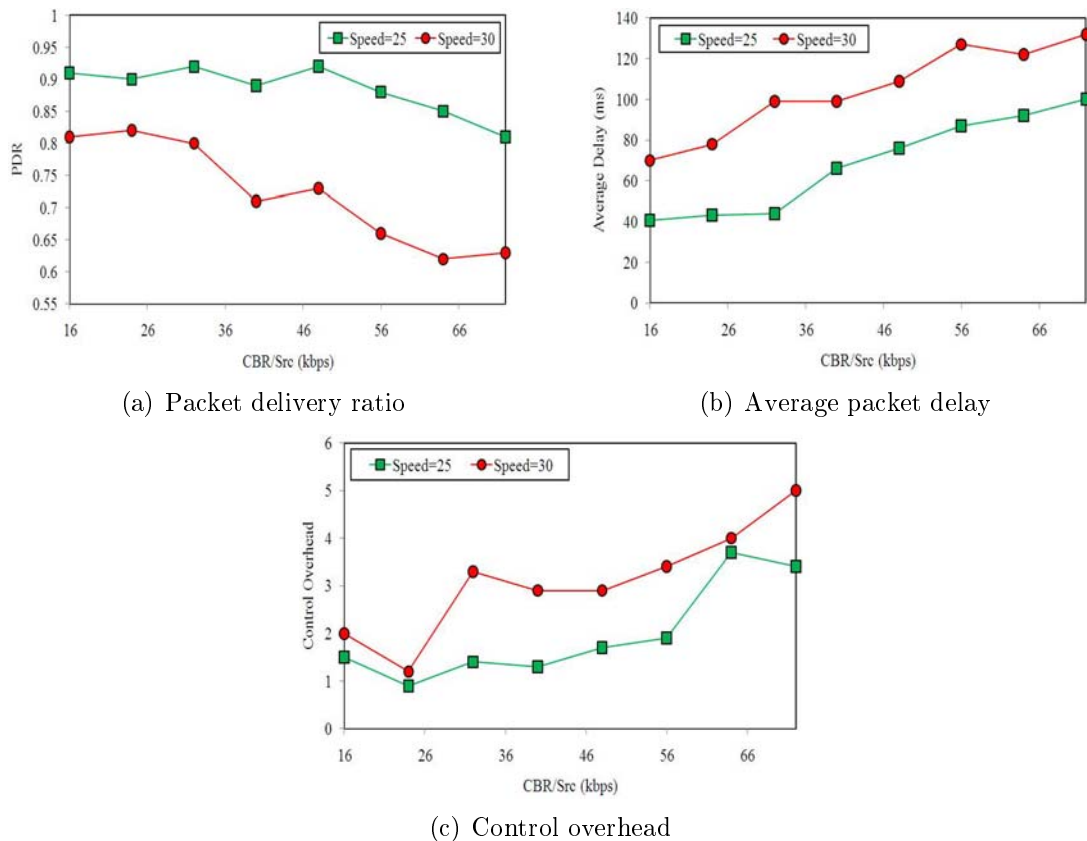 1
0.95
0.9
0.85
0.8
0.75
0.7
0.65
0.6
0.55
PDR
Speed=25 Speed=30
16 26 36 46 56 66
CBR/Src (kbps)
(a) Packet delivery ratio
140
120
100
80
60
40
20
0
Average Delay (ms)
Speed=25 Speed=30
16 26 36 46 56 66
CBR/Src (kbps)
(b) Average packet delay
6
5
4
3
2
1
0
Control Overhead
Speed=25 Speed=30
16 26 36 46 56 66
CBR/Src (kbps)
(c) Control overhead